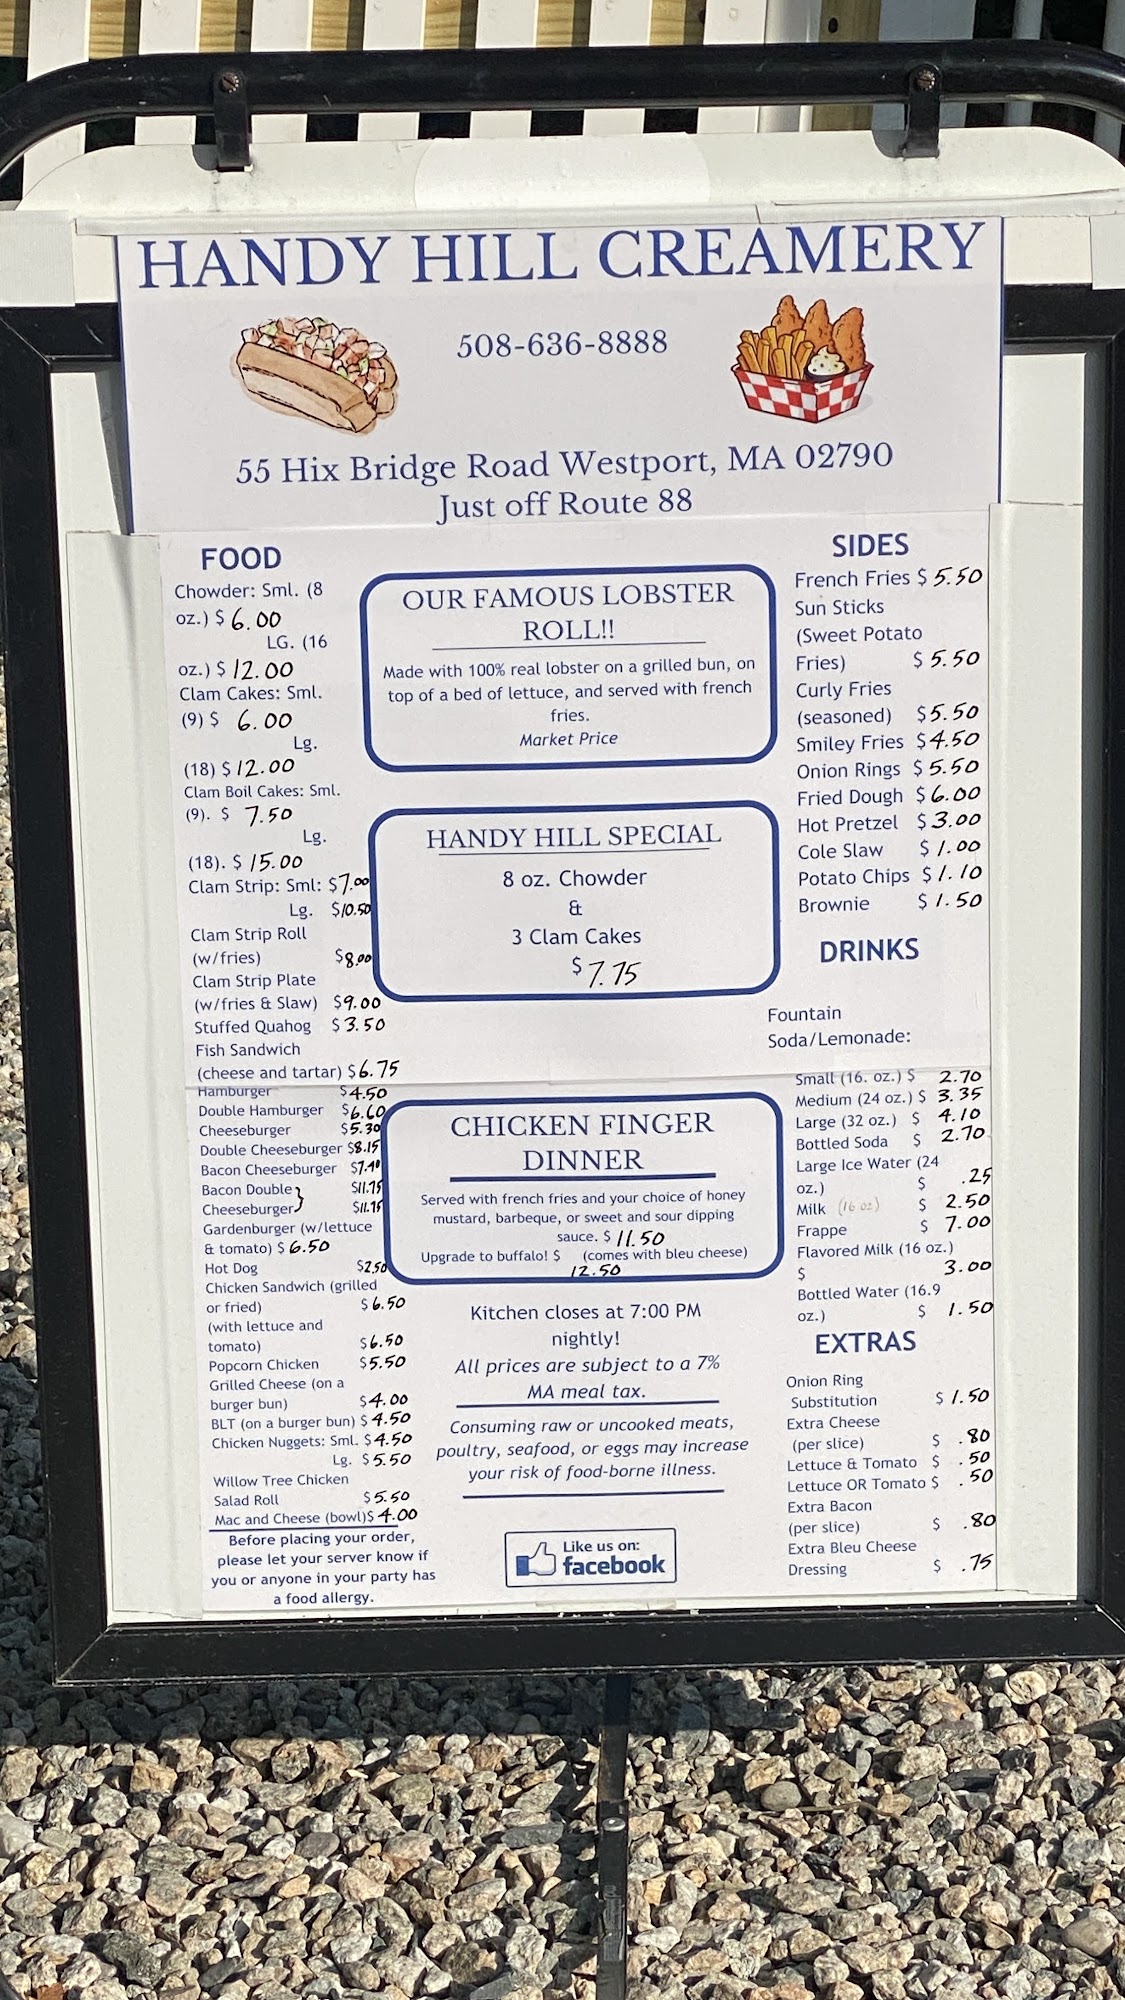 HANDY HILL CREAMERY
508-636-8888
55 Hix Bridge Road Westport, MA 02790
Just off Route 88
FOOD
Chowder: Sml. (8
oz.) $ 6.00
LG. (16
oz.) $ 12.00
Clam Cakes: Sml.
(9) $ 6.00
Lg.
(18) $ 12.00
Clam Boil Cakes: Sml.
(9). $ 7.50
Lg.
(18). $ 15.00
Clam Strip: Sml: $7.00
Lg. $10.50
Clam Strip Roll
(w/fries) $8.00
Clam Strip Plate
(w/fries & Slaw) $9.00
Stuffed Quahog $3.50
Fish Sandwich
(cheese and tartar) $6.75
Hamburger $4.50
Double Hamburger $6.60
Cheeseburger $5.30
Double Cheeseburger $8.15
Bacon Cheeseburger $7.40
Bacon Double $11.75
Cheeseburger $11.75
Gardenburger (w/lettuce
& tomato) $ 6.50
Hot Dog $2.50
Chicken Sandwich (grilled
or fried) $6.50
(with lettuce and
tomato) $6.50
Popcorn Chicken $5.50
Grilled Cheese (on a
burger bun) $4.00
BLT (on a burger bun) $ 4.50
Chicken Nuggets: Sml. $4.50
Lg. $5.50
Willow Tree Chicken
Salad Roll $5.50
Mac and Cheese (bowl)$ 4.00
Before placing your order,
please let your server know if
you or anyone in your party has
a food allergy.
OUR FAMOUS LOBSTER
ROLL!!
Made with 100% real lobster on a grilled bun, on
top of a bed of lettuce, and served with french
fries.
Market Price
HANDY HILL SPECIAL
8 oz. Chowder
&
3 Clam Cakes
$7.75
CHICKEN FINGER
DINNER
Served with french fries and your choice of honey
mustard, barbeque, or sweet and sour dipping
sauce. $ 11.50
Upgrade to buffalo! $ (comes with bleu cheese)
12.50
Kitchen closes at 7:00 PM
nightly!
All prices are subject to a 7%
MA meal tax.
Consuming raw or uncooked meats,
poultry, seafood, or eggs may increase
your risk of food-borne illness.
Like us on:
facebook
SIDES
French Fries $ 5.50
Sun Sticks
(Sweet Potato
Fries) $ 5.50
Curly Fries
(seasoned) $5.50
Smiley Fries $4.50
Onion Rings $5.50
Fried Dough $6.00
Hot Pretzel $3.00
Cole Slaw $1.00
Potato Chips $1.10
Brownie $1.50
DRINKS
Fountain
Soda/Lemonade:
Small (16. oz.) $ 2.70
Medium (24 oz.) $ 3.35
Large (32 oz.) $ 4.10
Bottled Soda $ 2.70
Large Ice Water (24
oz.) $ .25
Milk (16 oz) $ 2.50
Frappe $ 7.00
Flavored Milk (16 oz.)
$ 3.00
Bottled Water (16.9
oz.) $ 1.50
EXTRAS
Onion Ring
Substitution $ 1.50
Extra Cheese
(per slice) $ .80
Lettuce & Tomato $ .50
Lettuce OR Tomato $ .50
Extra Bacon
(per slice) $ .80
Extra Bleu Cheese
Dressing $ .75